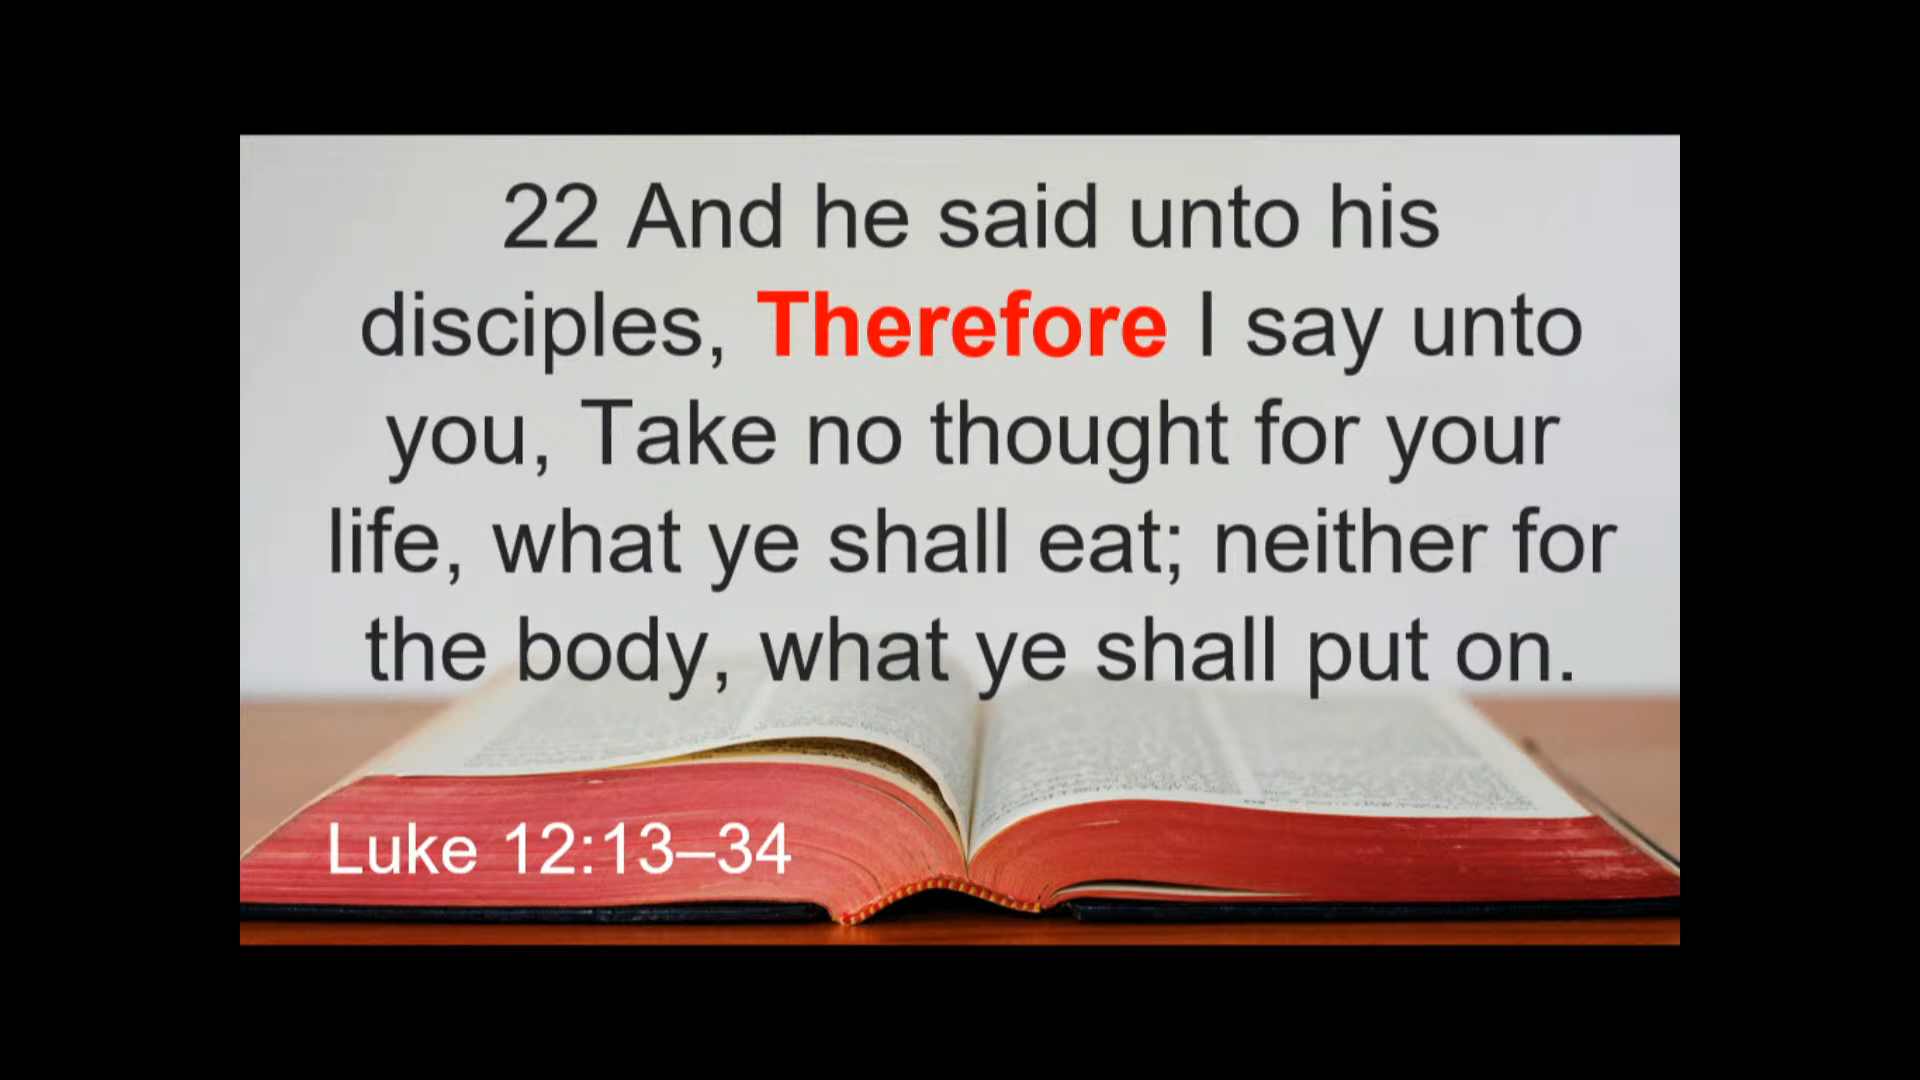 22 And he said unto his
disciples, Therefore I say unto
you, Take no thought for your
life, what ye shall eat; neither for
the body, what ye shall put on.
Luke 12:13–34